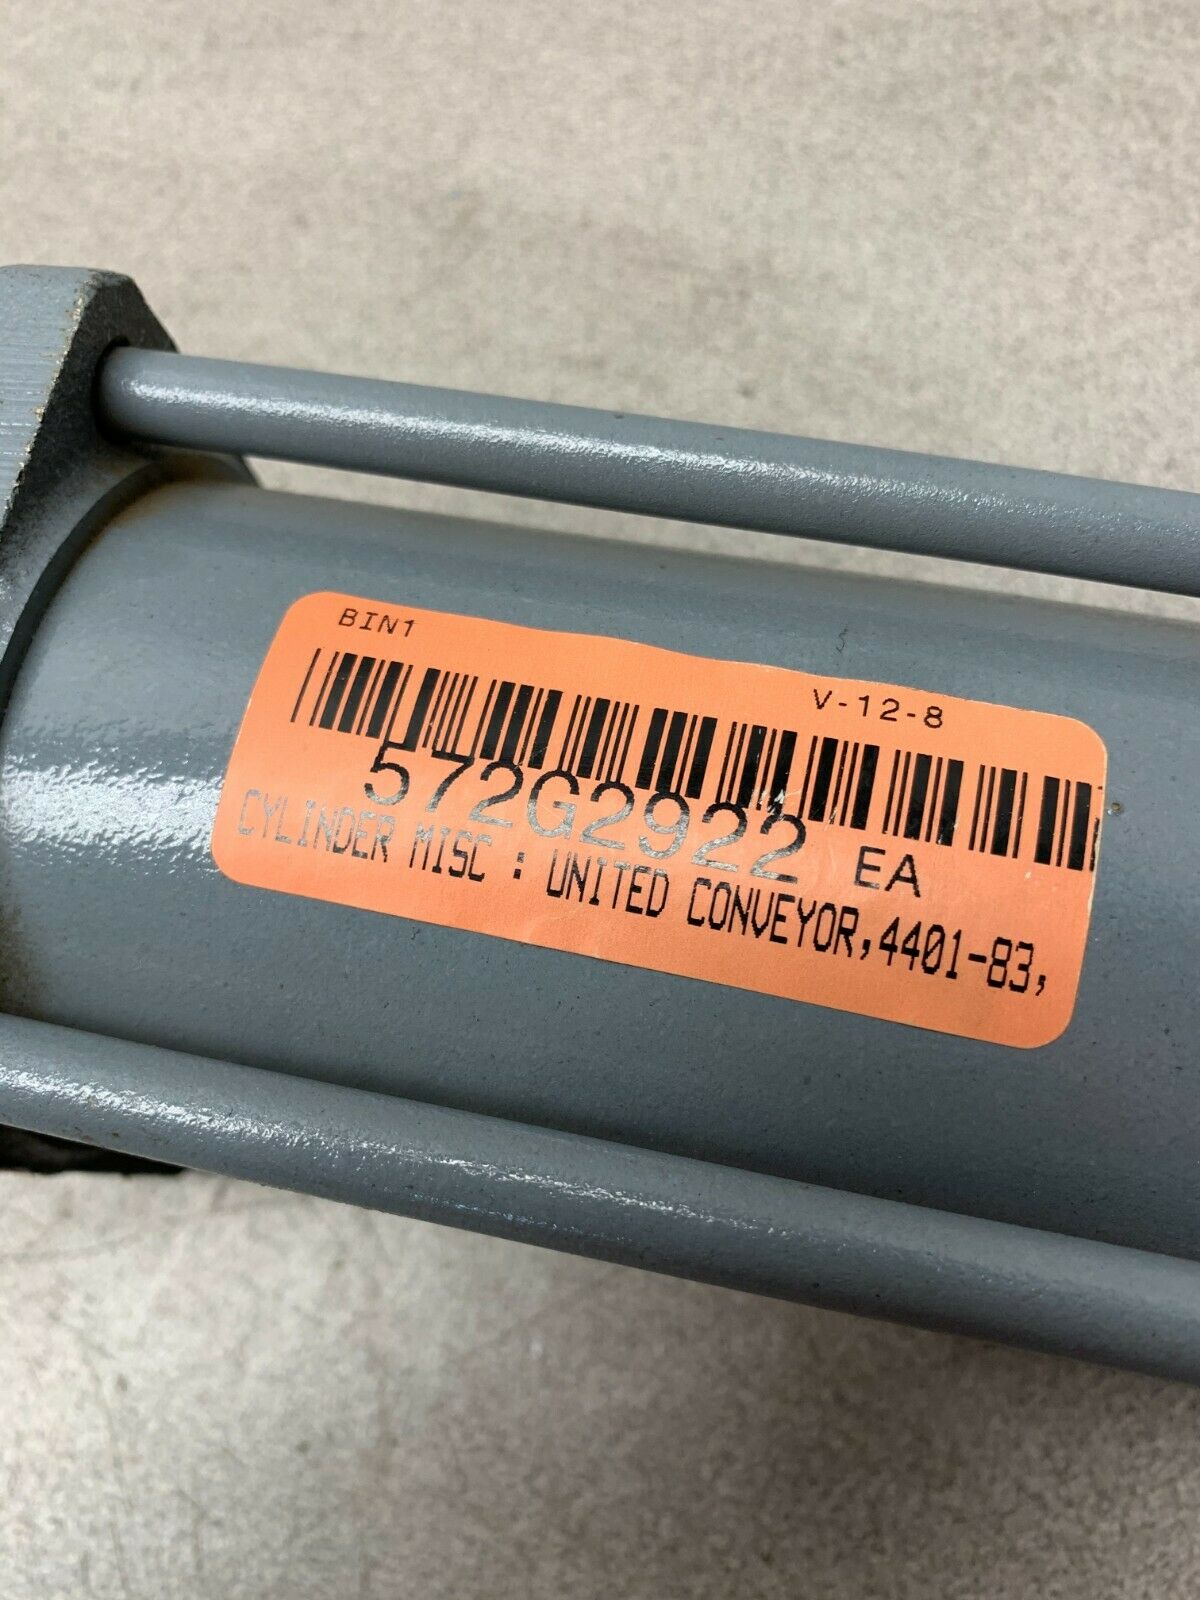 BIN1
V-12-8
572G2922 EA
CYLINDER MISC : UNITED CONVEYOR,4401-83,